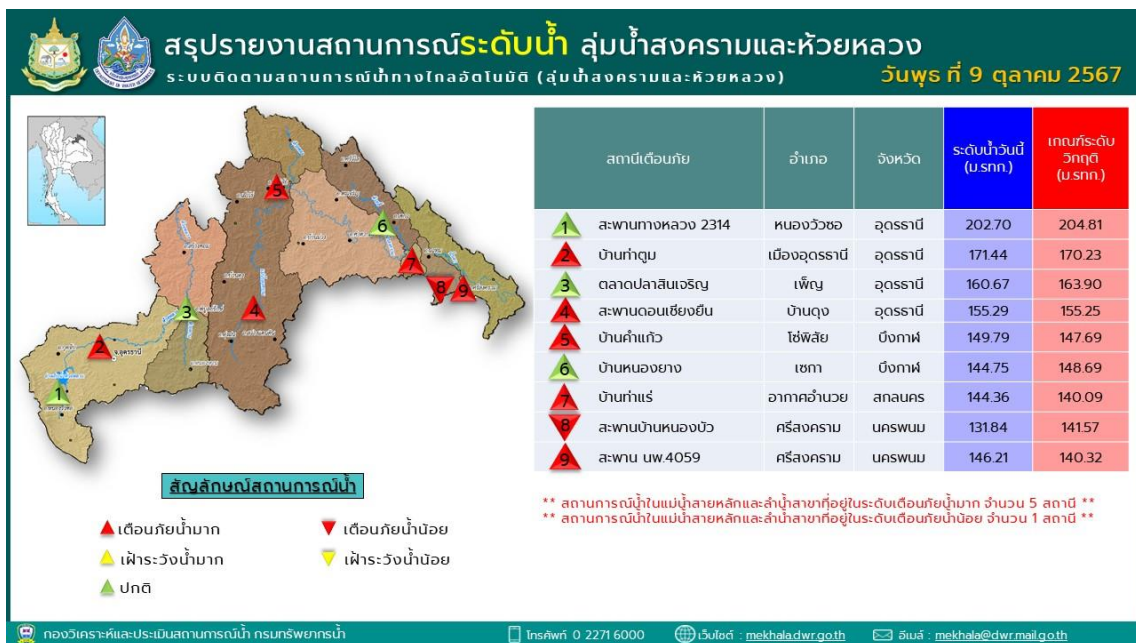 สรุปรายงานสถานการณ์ระดับน้ำ ลุ่มน้ำสงครามและห้วยหลวง
ระบบติดตามสถานการณ์น้ำทางไกลอัตโนมัติ (ลุ่มน้ำสงครามและห้วยหลวง)
วันพุธ ที่ 9 ตุลาคม 2567
สถานีเตือนภัย อำเภอ จังหวัด ระดับน้ำวันนี้ (ม.รทก.) เกณฑ์ระดับวิกฤติ (ม.รทก.)
1 สะพานทางหลวง 2314 หนองวัวซอ อุดรธานี 202.70 204.81
2 บ้านท่าตูม เมืองอุดรธานี อุดรธานี 171.44 170.23
3 ตลาดปลาสินเจริญ เพ็ญ อุดรธานี 160.67 163.90
4 สะพานดอนเชียงยืน บ้านดุง อุดรธานี 155.29 155.25
5 บ้านคำแก้ว โซ่พิสัย บึงกาฬ 149.79 147.69
6 บ้านหนองยาง เซกา บึงกาฬ 144.75 148.69
7 บ้านท่าแร่ อากาศอำนวย สกลนคร 144.36 140.09
8 สะพานบ้านหนองบัว ศรีสงคราม นครพนม 131.84 141.57
9 สะพาน นพ.4059 ศรีสงคราม นครพนม 146.21 140.32
** สถานการณ์น้ำในแม่น้ำสายหลักและลำน้ำสาขาที่อยู่ในระดับเตือนภัยน้ำมาก จำนวน 5 สถานี **
** สถานการณ์น้ำในแม่น้ำสายหลักและลำน้ำสาขาที่อยู่ในระดับเตือนภัยน้ำน้อย จำนวน 1 สถานี **
5
6
7
8
9
3
4
2
จ.อุดรธานี
1
สัญลักษณ์สถานการณ์น้ำ
เตือนภัยน้ำมาก เตือนภัยน้ำน้อย
เฝ้าระวังน้ำมาก เฝ้าระวังน้ำน้อย
ปกติ
กองวิเคราะห์และประเมินสถานการณ์น้ำ กรมทรัพยากรน้ำ โทรศัพท์ 0 2271 6000 เว็บไซต์ : mekhala.dwr.go.th อีเมล์ : mekhala@dwr.mail.go.th